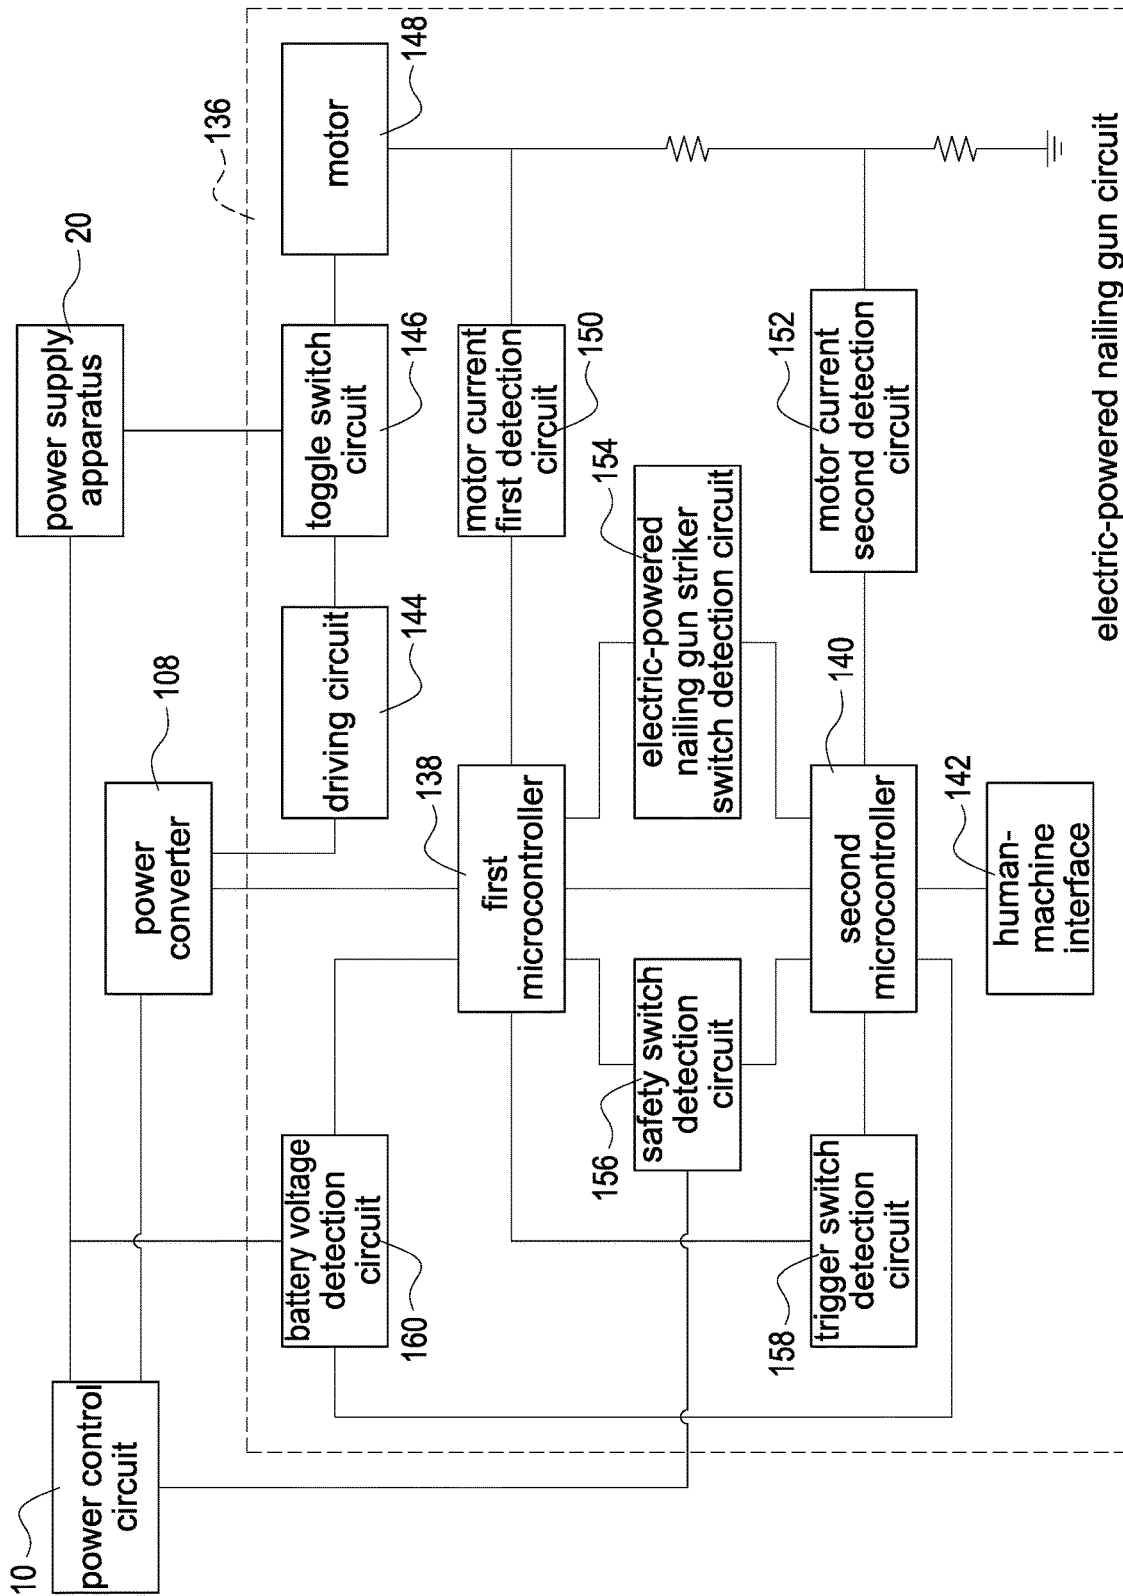 10
power control
circuit
power supply
apparatus
20
power
converter
108
136
battery voltage
detection
circuit
160
driving circuit
144
toggle switch
circuit
146
motor
148
first
microcontroller
138
motor current
first detection
circuit
150
safety switch
detection
circuit
156
electric-powered
nailing gun striker
switch detection circuit
154
trigger switch
detection
circuit
158
second
microcontroller
140
motor current
second detection
circuit
152
human-
machine
interface
142
electric-powered nailing gun circuit